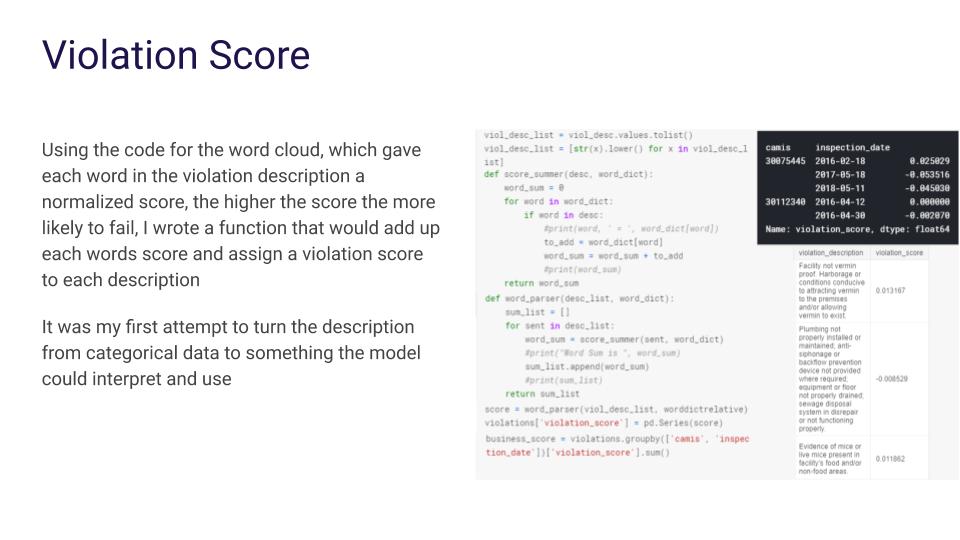 Violation Score
Using the code for the word cloud, which gave
each word in the violation description a
normalized score, the higher the score the more
likely to fail, I wrote a function that would add up
each words score and assign a violation score
to each description
It was my first attempt to turn the description
from categorical data to something the model
could interpret and use
viol_desc_list = viol_desc.values.tolist()
viol_desc_list = [str(x).lower() for x in viol_desc_l
ist]
def score_summer(desc, word_dict):
    word_sum = 0
    for word in word_dict:
        if word in desc:
            #print(word, ' = ', word_dict[word])
            to_add = word_dict[word]
            word_sum = word_sum + to_add
            #print(word_sum)
    return word_sum
def word_parser(desc_list, word_dict):
    sum_list = []
    for sent in desc_list:
        word_sum = score_summer(sent, word_dict)
        #print("Word Sum is ", word_sum)
        sum_list.append(word_sum)
        #print(sum_list)
    return sum_list
score = word_parser(viol_desc_list, worddictrelative)
violations['violation_score'] = pd.Series(score)
business_score = violations.groupby(['camis', 'inspec
tion_date'])['violation_score'].sum()
camis inspection_date
30075445 2016-02-18 0.025029
2017-05-18 -0.053516
2018-05-11 -0.045030
30112340 2016-04-12 0.000000
2016-04-30 -0.002070
Name: violation_score, dtype: float64
violation_description violation_score
Facility not vermin
proof. Harborage or
conditions conducive
to attracting vermin
to the premises
and/or allowing
vermin to exist.
0.013167
Plumbing not
properly installed or
maintained; anti-
siphonage or
backflow prevention
device not provided
where required;
equipment or floor
not properly drained;
sewage disposal
system in disrepair
or not functioning
properly.
-0.008529
Evidence of mice or
live mice present in
facility's food and/or
non-food areas.
0.011862